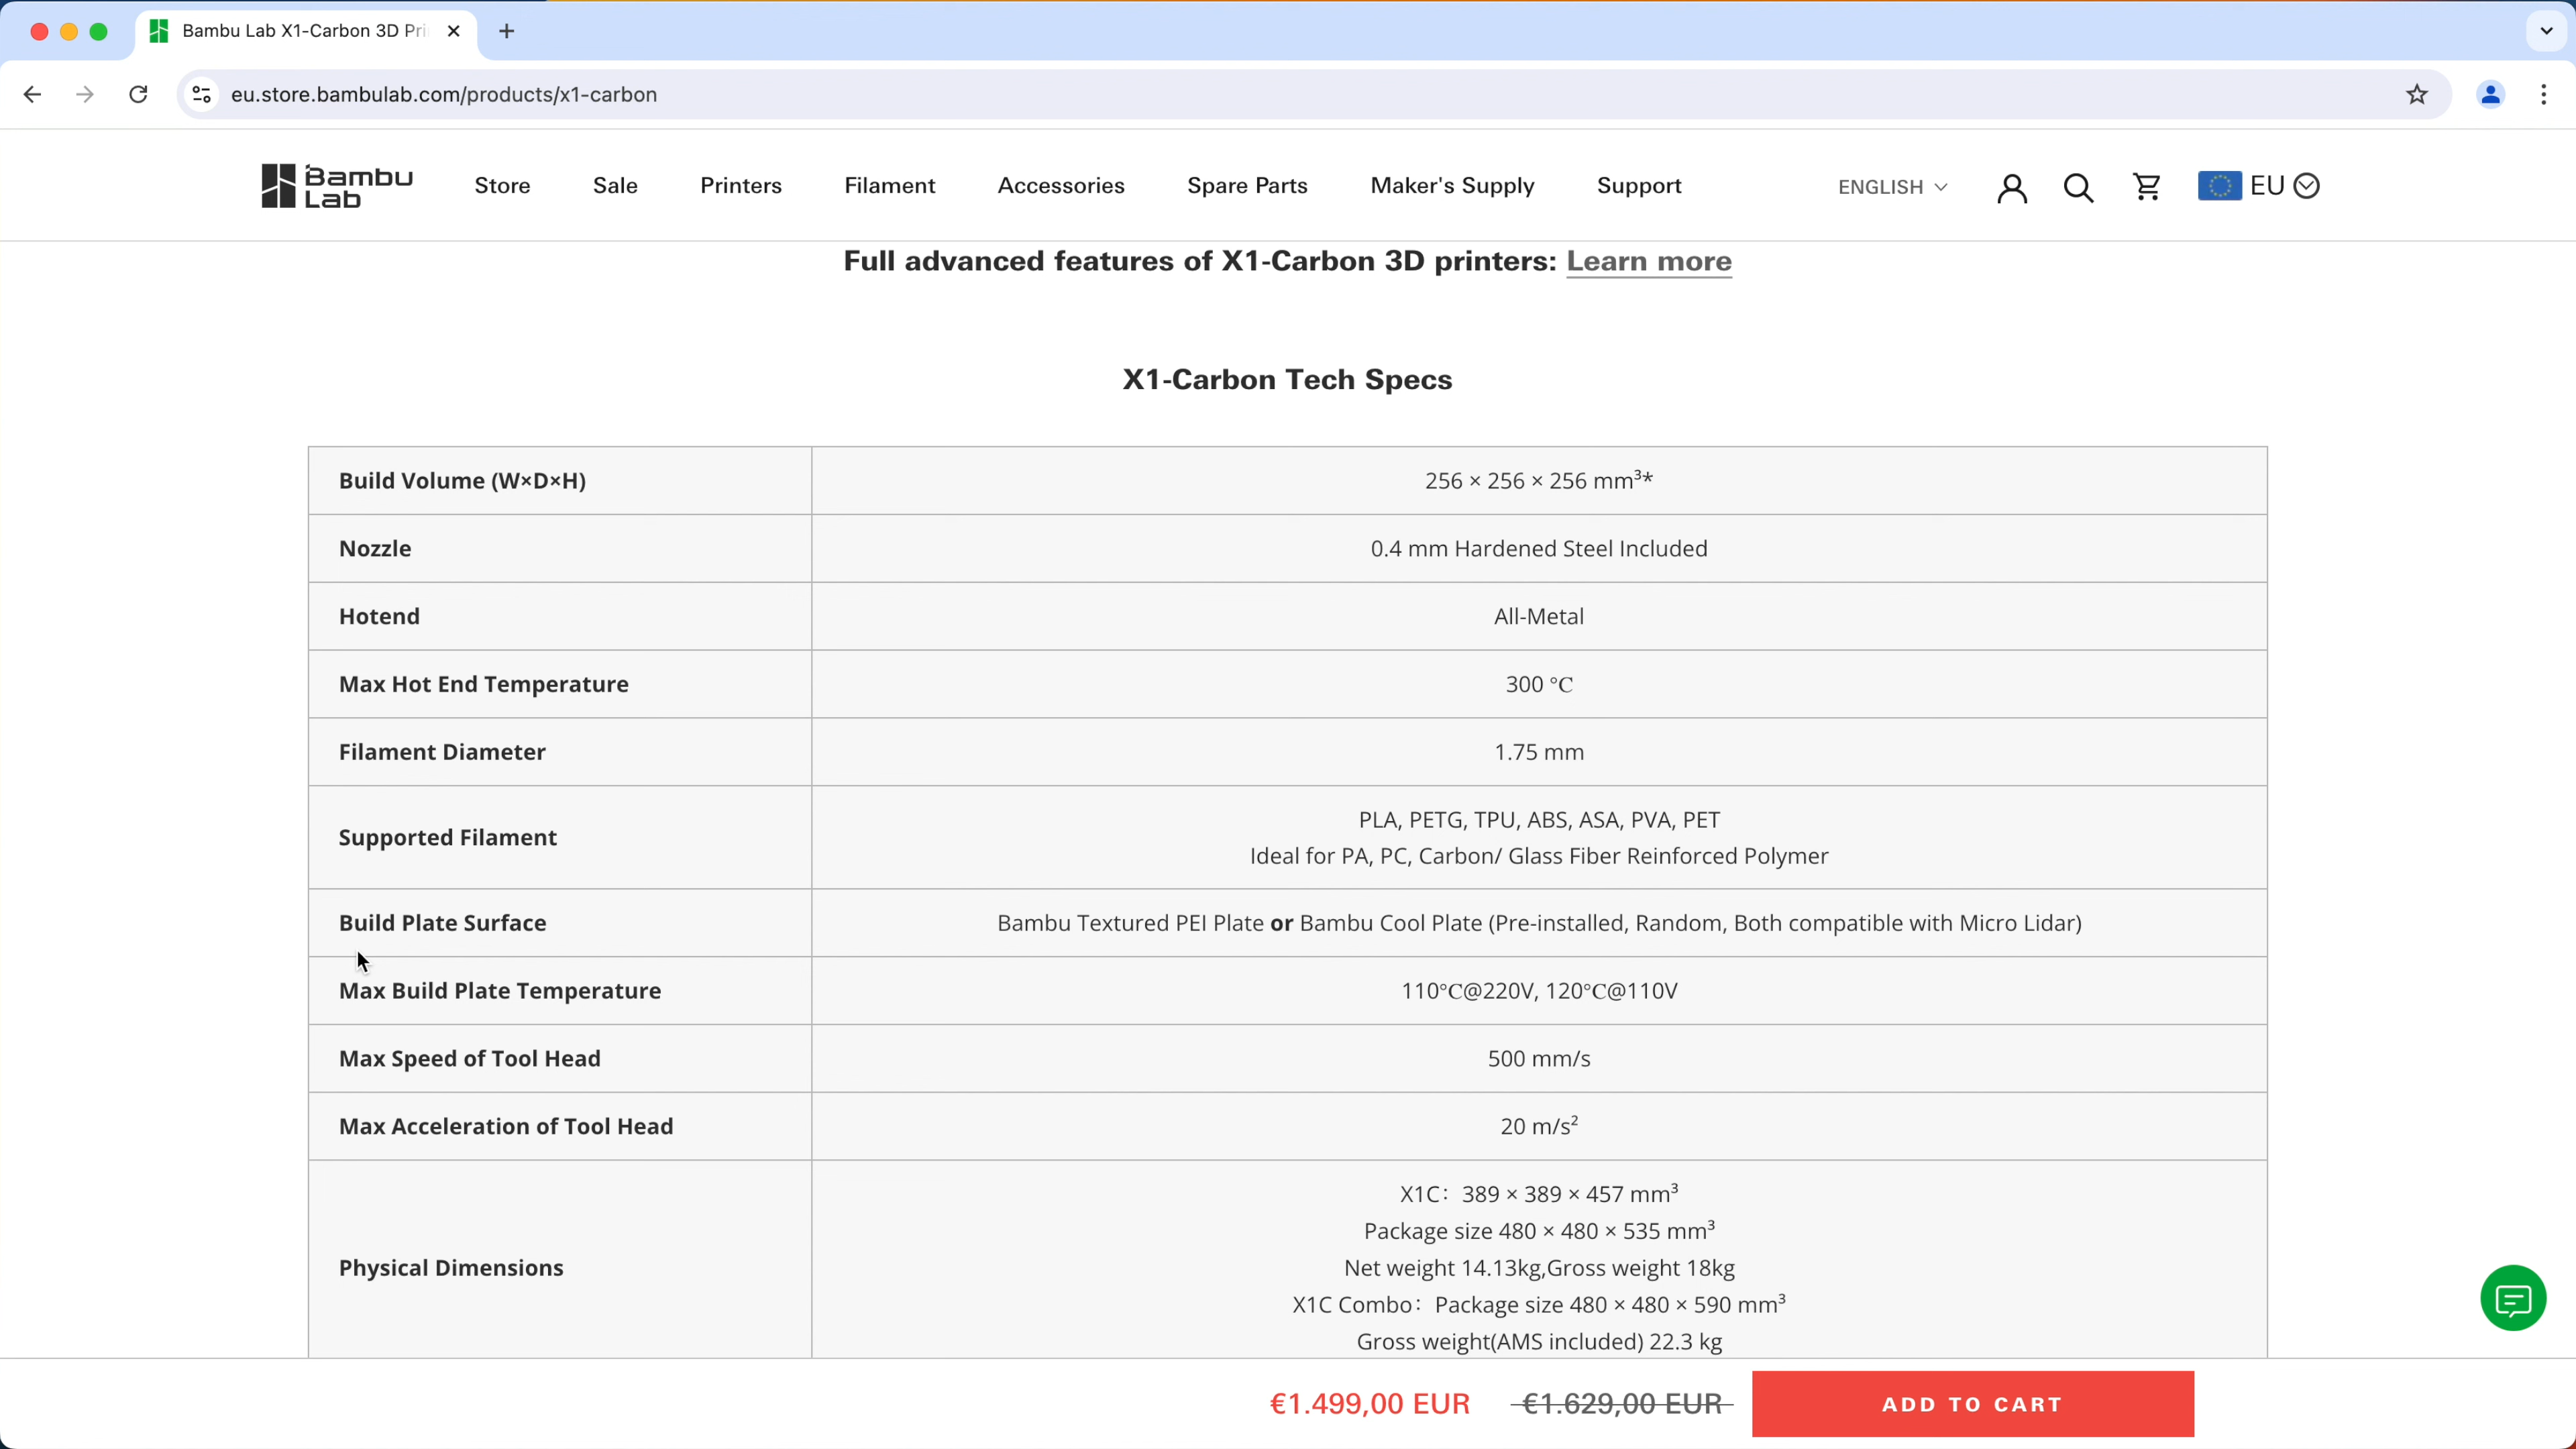 Bambu Lab X1-Carbon 3D Pri
eu.store.bambulab.com/products/x1-carbon
Bambu Lab
Store
Sale
Printers
Filament
Accessories
Spare Parts
Maker's Supply
Support
ENGLISH
EU
Full advanced features of X1-Carbon 3D printers: Learn more
X1-Carbon Tech Specs
Build Volume (W×D×H)
256 × 256 × 256 mm³*
Nozzle
0.4 mm Hardened Steel Included
Hotend
All-Metal
Max Hot End Temperature
300 ℃
Filament Diameter
1.75 mm
Supported Filament
PLA, PETG, TPU, ABS, ASA, PVA, PET
Ideal for PA, PC, Carbon/ Glass Fiber Reinforced Polymer
Build Plate Surface
Bambu Textured PEI Plate or Bambu Cool Plate (Pre-installed, Random, Both compatible with Micro Lidar)
Max Build Plate Temperature
110℃@220V, 120℃@110V
Max Speed of Tool Head
500 mm/s
Max Acceleration of Tool Head
20 m/s²
Physical Dimensions
X1C：389 × 389 × 457 mm³
Package size 480 × 480 × 535 mm³
Net weight 14.13kg,Gross weight 18kg
X1C Combo：Package size 480 × 480 × 590 mm³
Gross weight(AMS included) 22.3 kg
€1.499,00 EUR
€1.629,00 EUR
ADD TO CART